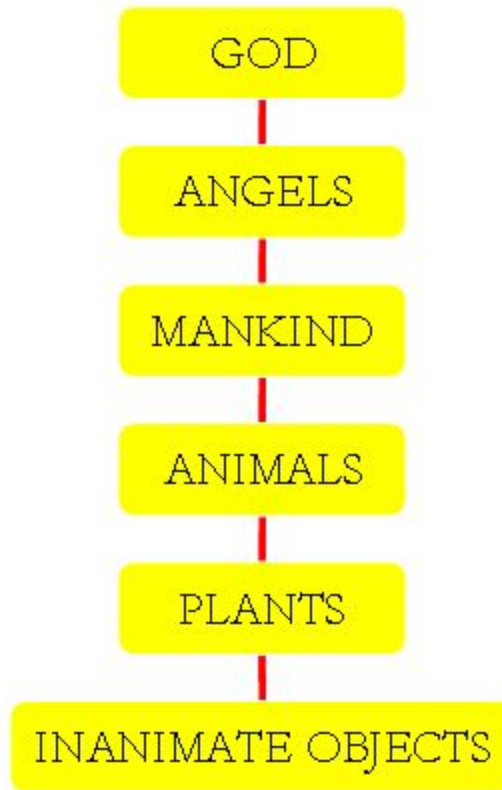 GOD
ANGELS
MANKIND
ANIMALS
PLANTS
INANIMATE OBJECTS